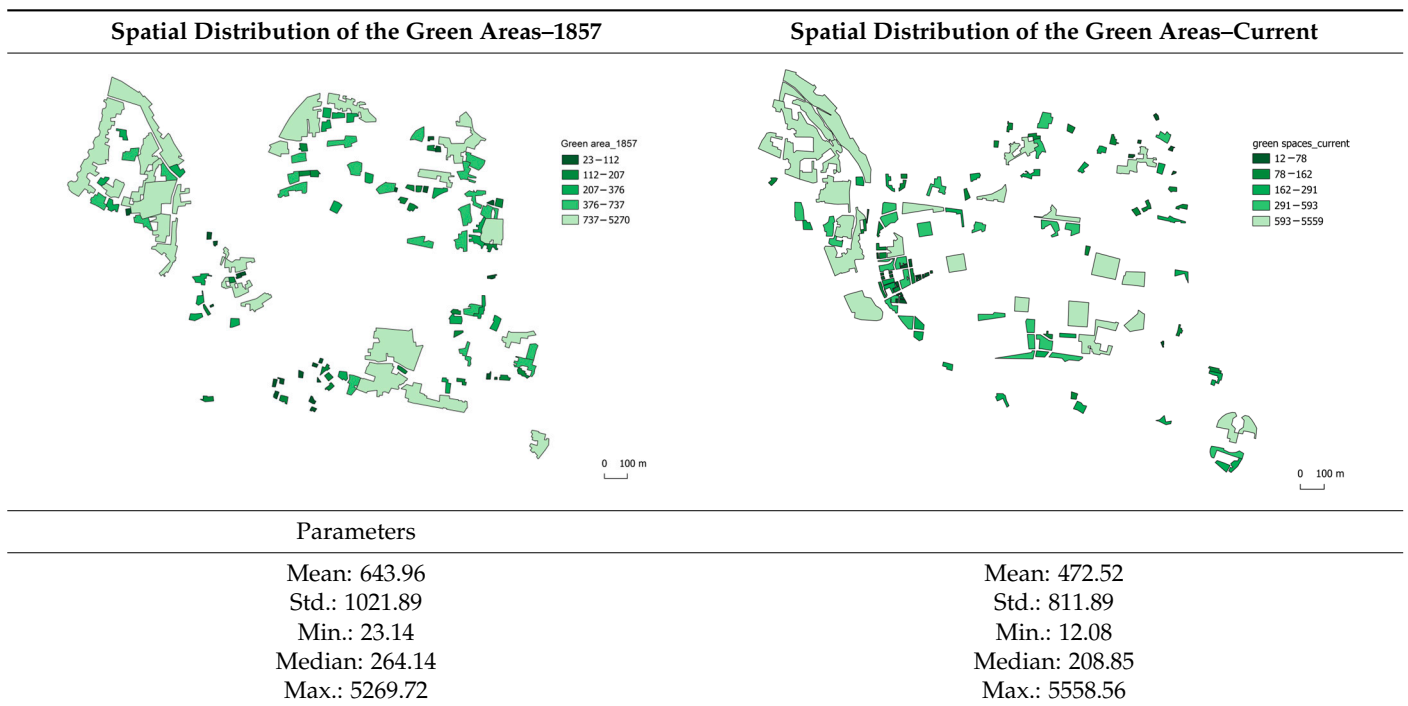 Spatial Distribution of the Green Areas–1857
Spatial Distribution of the Green Areas–Current
Green area_1857
23−112
112−207
207−376
376−737
737−5270
0 100 m
green spaces_current
12−78
78−162
162−291
291−593
593−5559
0 100 m
Parameters
Mean: 643.96
Std.: 1021.89
Min.: 23.14
Median: 264.14
Max.: 5269.72
Mean: 472.52
Std.: 811.89
Min.: 12.08
Median: 208.85
Max.: 5558.56